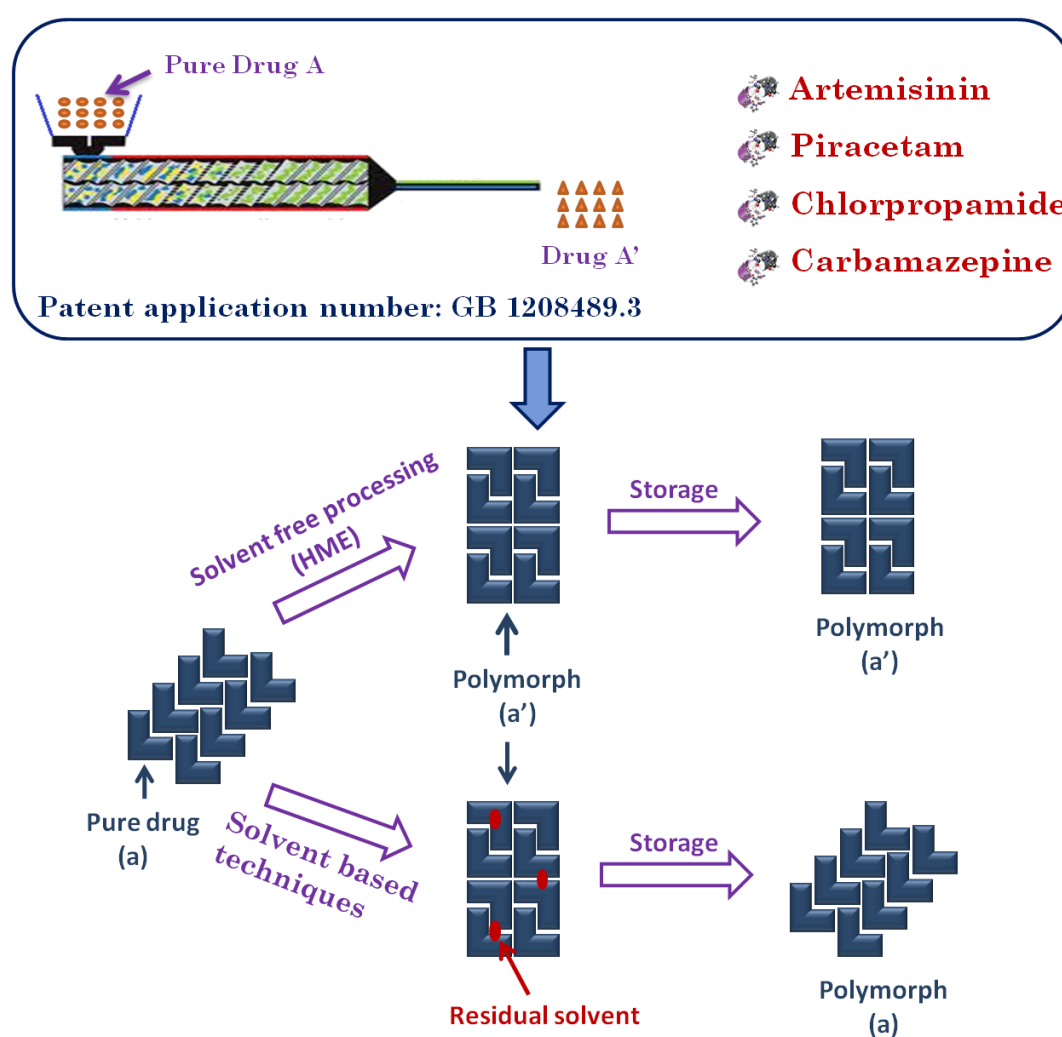 Pure Drug A
Artemisinin
Piracetam
Chlorpropamide
Carbamazepine
Drug A’
Patent application number: GB 1208489.3
Solvent free processing
(HME)
Storage
Polymorph
(a’)
Polymorph
(a’)
Pure drug
(a)
Solvent based
techniques
Storage
Residual solvent
Polymorph
(a)